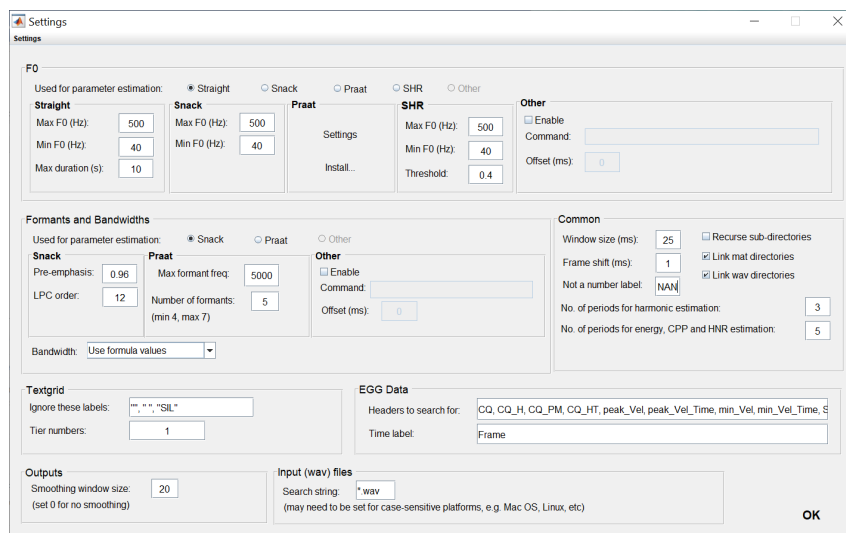 Settings
Settings
F0
Used for parameter estimation: Straight Snack Praat SHR Other
Straight
Max F0 (Hz): 500
Min F0 (Hz): 40
Max duration (s): 10
Snack
Max F0 (Hz): 500
Min F0 (Hz): 40
Praat
Settings
Install...
SHR
Max F0 (Hz): 500
Min F0 (Hz): 40
Threshold: 0.4
Other
Enable
Command:
Offset (ms): 0
Formants and Bandwidths
Used for parameter estimation: Snack Praat Other
Snack
Pre-emphasis: 0.96
LPC order: 12
Praat
Max formant freq: 5000
Number of formants: 5
(min 4, max 7)
Other
Enable
Command:
Offset (ms): 0
Bandwidth: Use formula values
Common
Window size (ms): 25
Frame shift (ms): 1
Not a number label: NAN
Recurse sub-directories
Link mat directories
Link wav directories
No. of periods for harmonic estimation: 3
No. of periods for energy, CPP and HNR estimation: 5
Textgrid
Ignore these labels: "", " ", "SIL"
Tier numbers: 1
EGG Data
Headers to search for: CQ, CQ_H, CQ_PM, CQ_HT, peak_Vel, peak_Vel_Time, min_Vel, min_Vel_Time, S
Time label: Frame
Outputs
Smoothing window size: 20
(set 0 for no smoothing)
Input (wav) files
Search string: *.wav
(may need to be set for case-sensitive platforms, e.g. Mac OS, Linux, etc)
OK